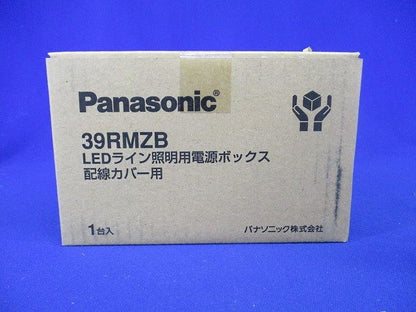 Panasonic®
39RMZB
LEDライン照明用電源ボックス
配線カバー用
1台入
パナソニック株式会社